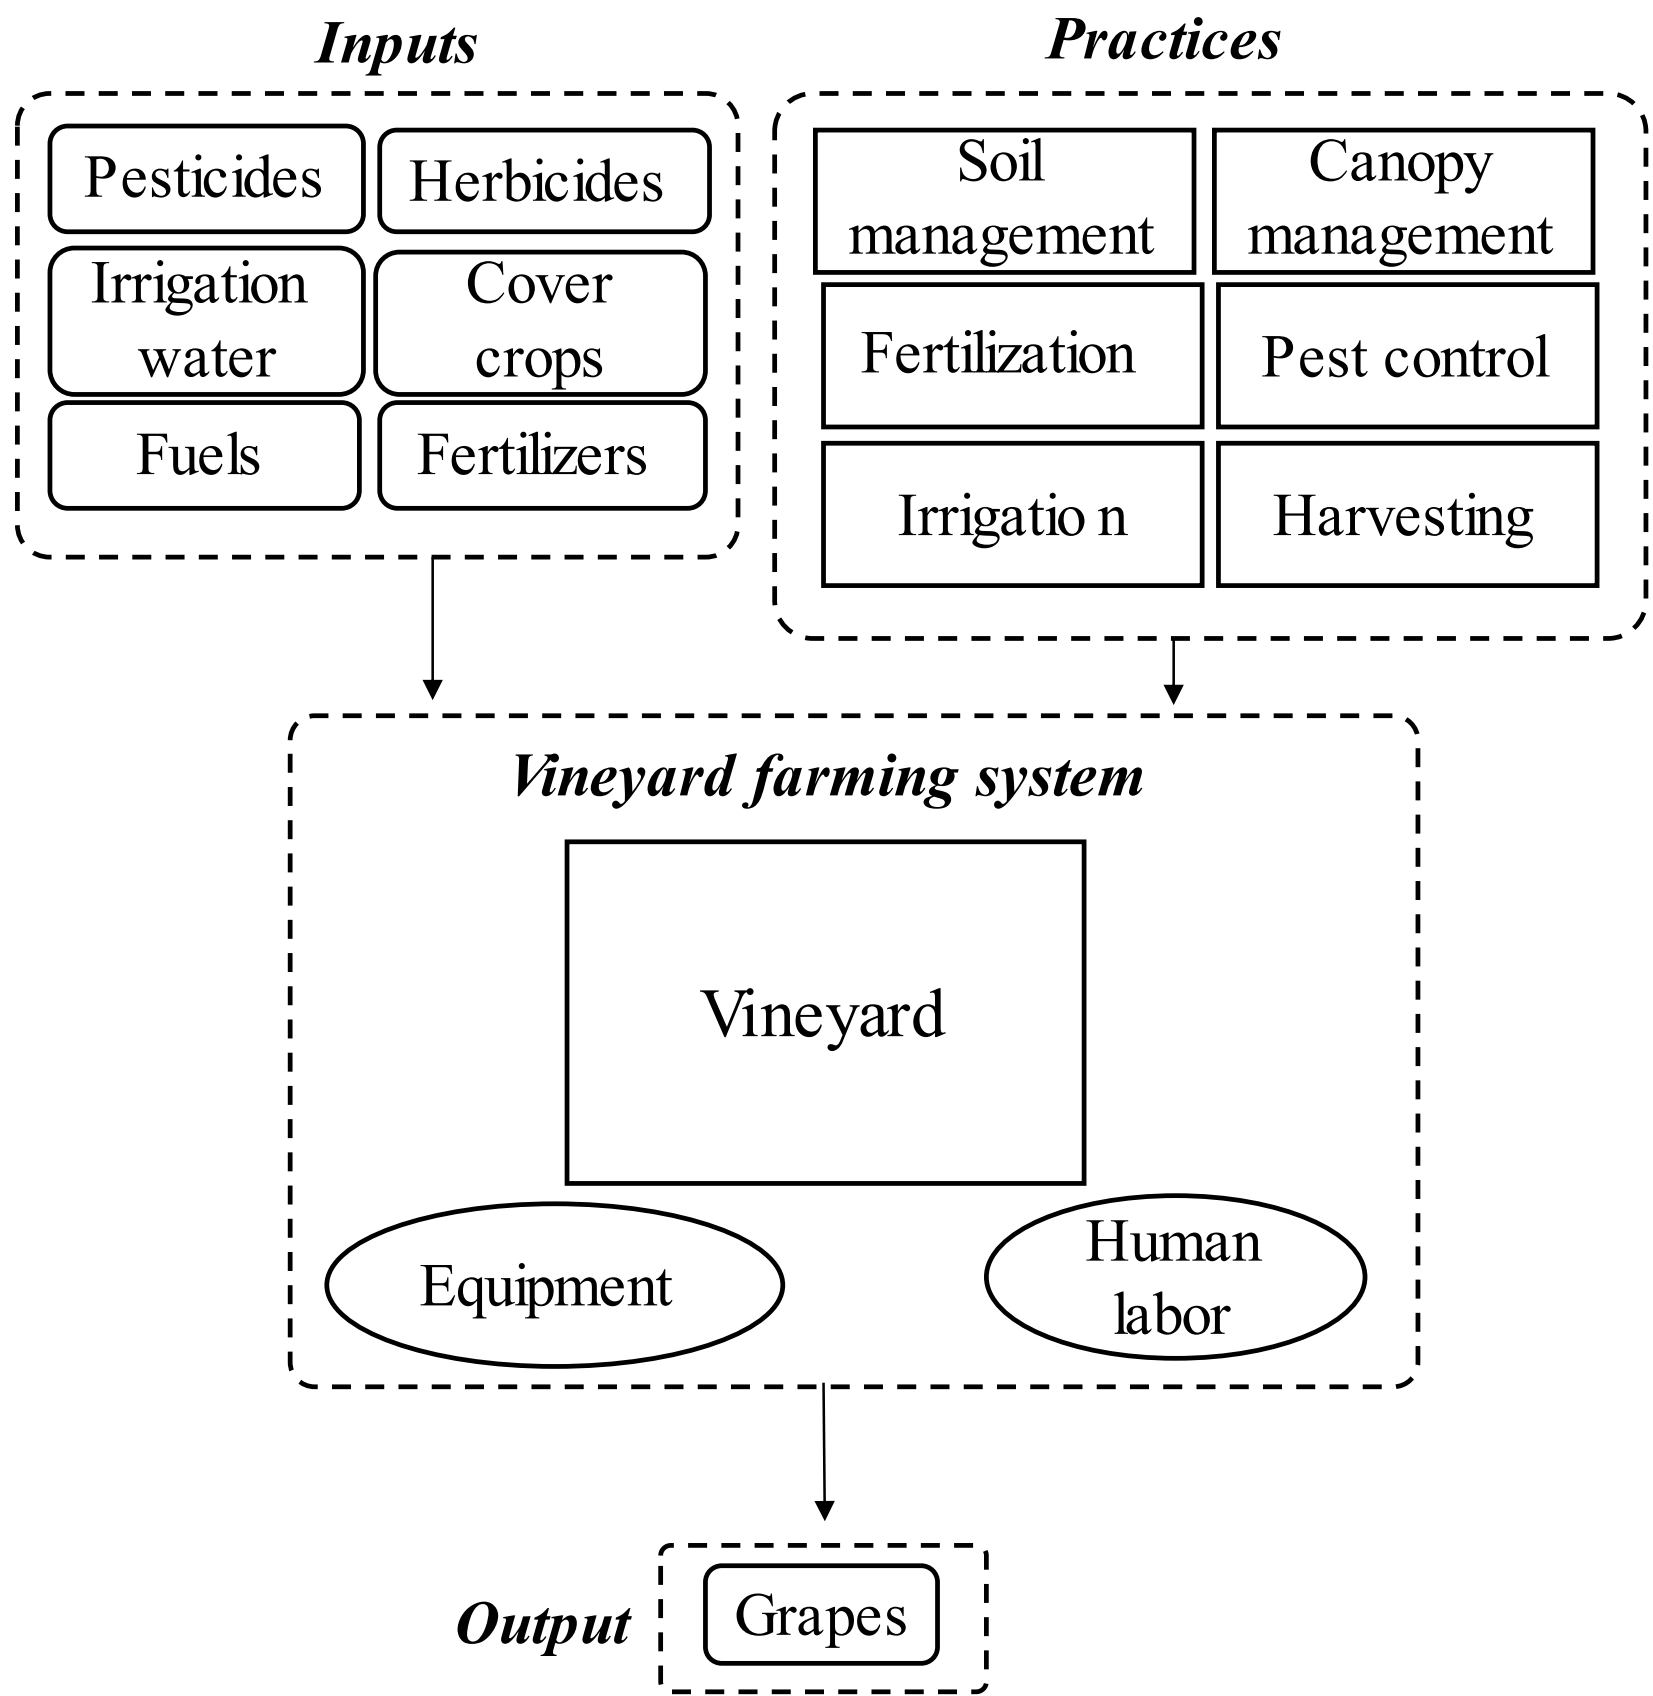 Inputs
Practices
Pesticides
Herbicides
Irrigation
water
Cover
crops
Fuels
Fertilizers
Soil
management
Canopy
management
Fertilization
Pest control
Irrigatio n
Harvesting
Vineyard farming system
Vineyard
Equipment
Human
labor
Output
Grapes